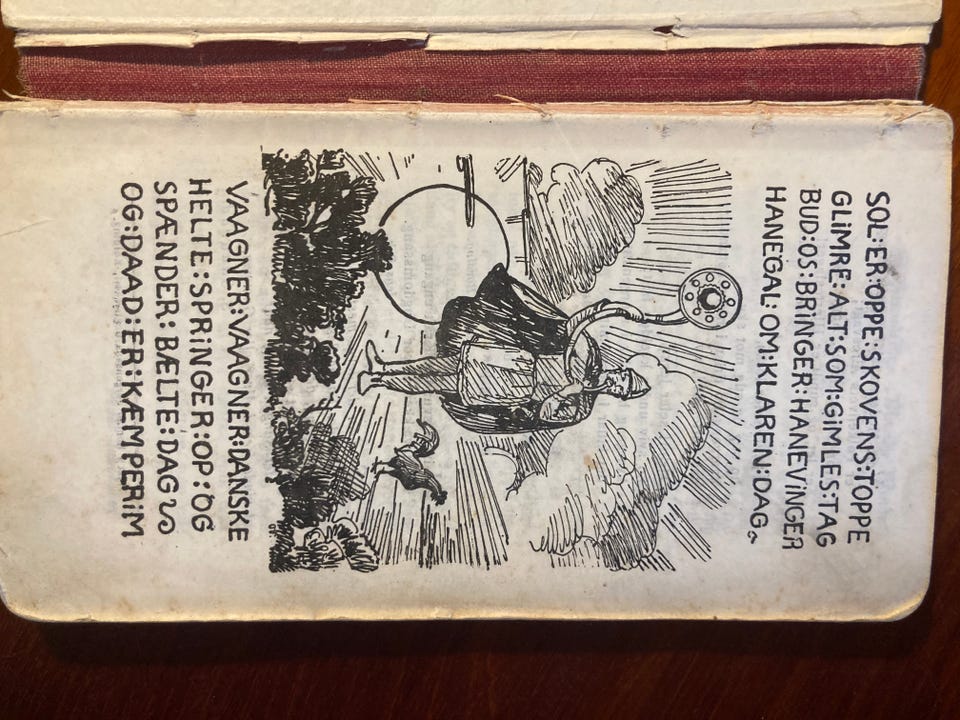 SOL:ER:OPPE:SKOVENS:TOPPE
GLiMRE:ALT:SOM:GiMLES:TAG
BUD:OS:BRiNGER:HANEViNGER
HANEGAL:OM:KLAREN:DAG
VAAGNER:VAAGNER:DANSKE
HELTE:SPRiNGER:OP:OG
SPÆNDER:BÆLTE:DAG
OG:DAAD:ER:KÆMPERiM